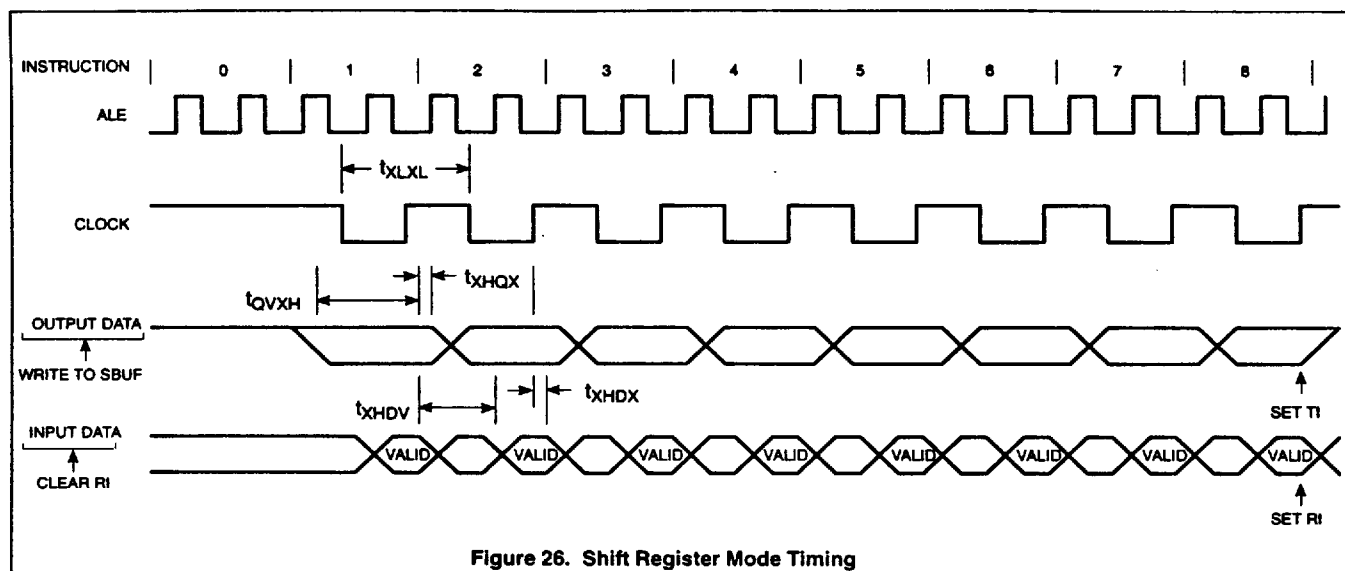 INSTRUCTION 0 1 2 3 4 5 6 7 8
ALE
tXLXL
CLOCK
tXHQX
tQVXH
OUTPUT DATA
WRITE TO SBUF
tXHDX
tXHDV
SET TI
INPUT DATA
VALID VALID VALID VALID VALID VALID VALID VALID
CLEAR RI
SET RI
Figure 26. Shift Register Mode Timing